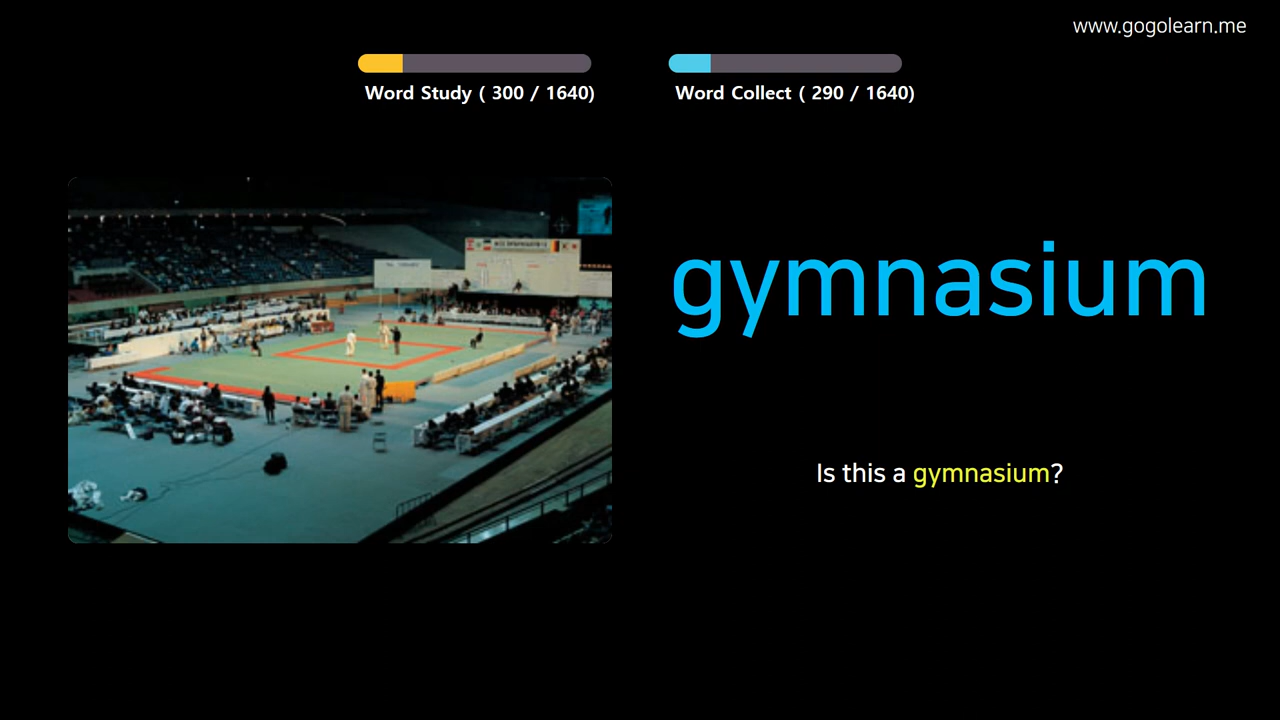 www.gogolearn.me
Word Study ( 300 / 1640)
Word Collect ( 290 / 1640)
gymnasium
Is this a gymnasium?